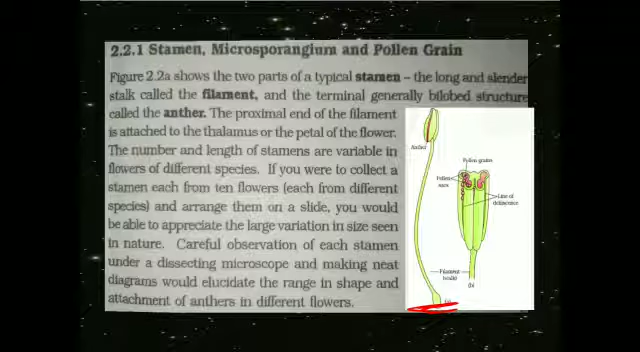 2.2.1 Stamen, Microsporangium and Pollen Grain
Figure 2.2a shows the two parts of a typical stamen – the long and slender
stalk called the filament, and the terminal generally bilobed structure
called the anther. The proximal end of the filament
is attached to the thalamus or the petal of the flower.
The number and length of stamens are variable in
flowers of different species. If you were to collect a
stamen each from ten flowers (each from different
species) and arrange them on a slide, you would
be able to appreciate the large variation in size seen
in nature. Careful observation of each stamen
under a dissecting microscope and making neat
diagrams would elucidate the range in shape and
attachment of anthers in different flowers.
Anther
Pollen grains
Pollen
sacs
Line of
dehiscence
Filament
(stalk)
(a)
(b)